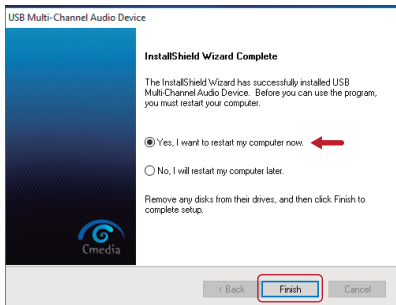 USB Multi-Channel Audio Device
InstallShield Wizard Complete
The InstallShield Wizard has successfully installed USB
Multi-Channel Audio Device. Before you can use the program,
you must restart your computer.
Yes, I want to restart my computer now.
No, I will restart my computer later.
Remove any disks from their drives, and then click Finish to
complete setup.
Cmedia
< Back Finish Cancel